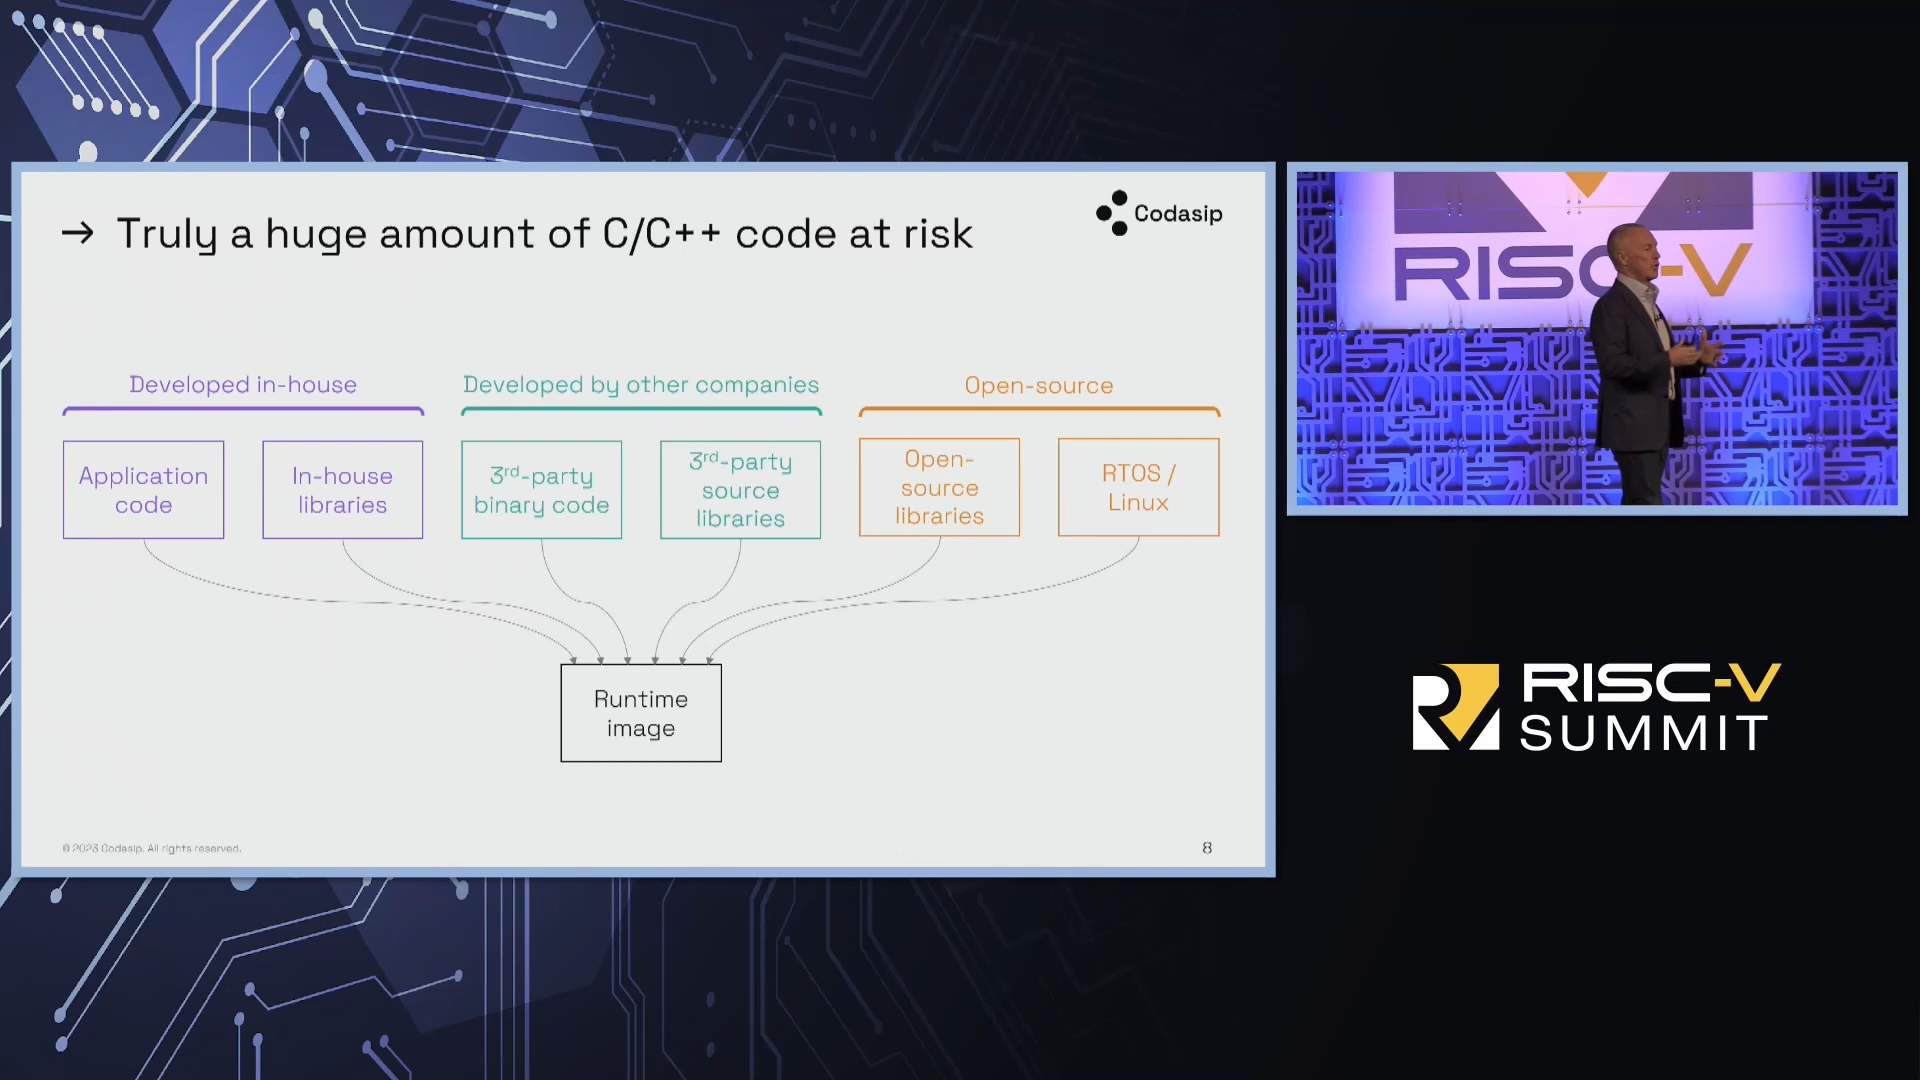 → Truly a huge amount of C/C++ code at risk
Codasip
Developed in-house
Developed by other companies
Open-source
Application
code
In-house
libraries
3rd-party
binary code
3rd-party
source
libraries
Open-
source
libraries
RTOS /
Linux
Runtime
image
© 2023 Codasip. All rights reserved.
8
RISC-V
RISC-V
SUMMIT